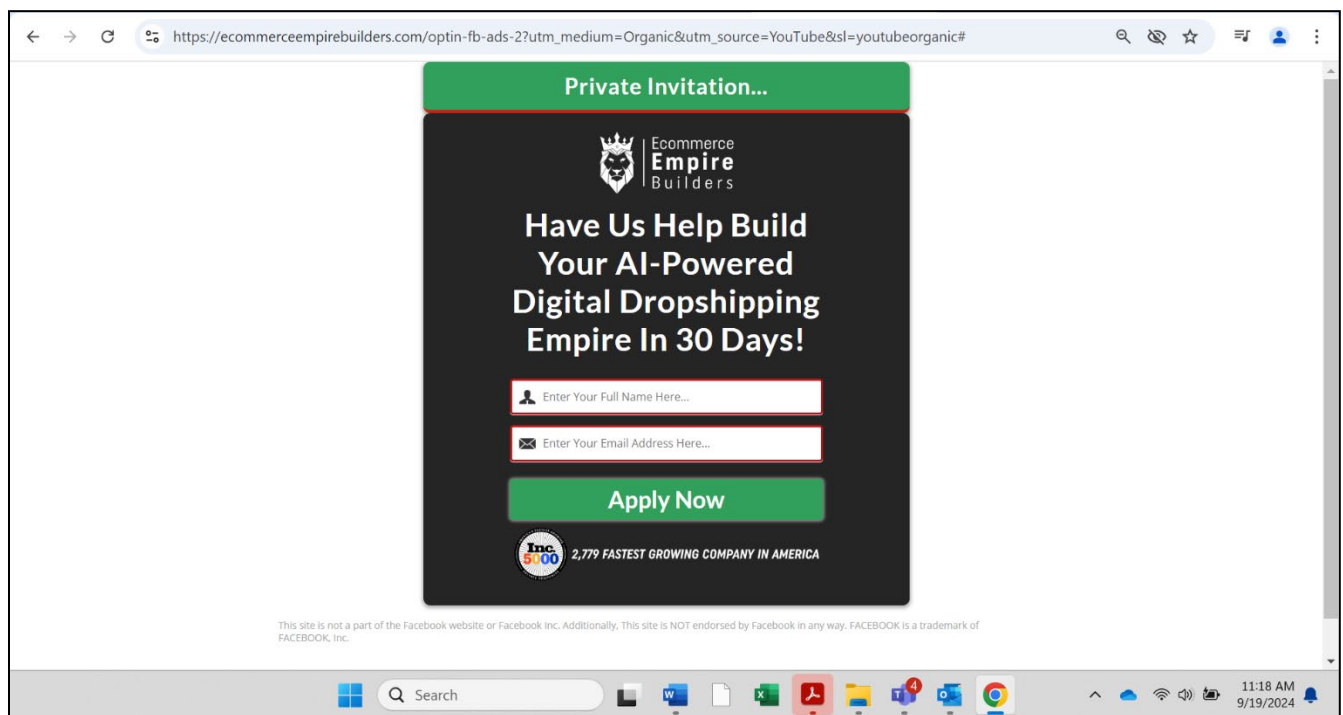 https://ecommerceempirebuilders.com/optin-fb-ads-2?utm_medium=Organic&utm_source=YouTube&sl=youtubeorganic#
Private Invitation...
Ecommerce
Empire
Builders
Have Us Help Build
Your AI-Powered
Digital Dropshipping
Empire In 30 Days!
Enter Your Full Name Here...
Enter Your Email Address Here...
Apply Now
Inc.
5000
2,779 FASTEST GROWING COMPANY IN AMERICA
This site is not a part of the Facebook website or Facebook Inc. Additionally, This site is NOT endorsed by Facebook in any way. FACEBOOK is a trademark of
FACEBOOK, Inc.
Search
4
11:18 AM
9/19/2024